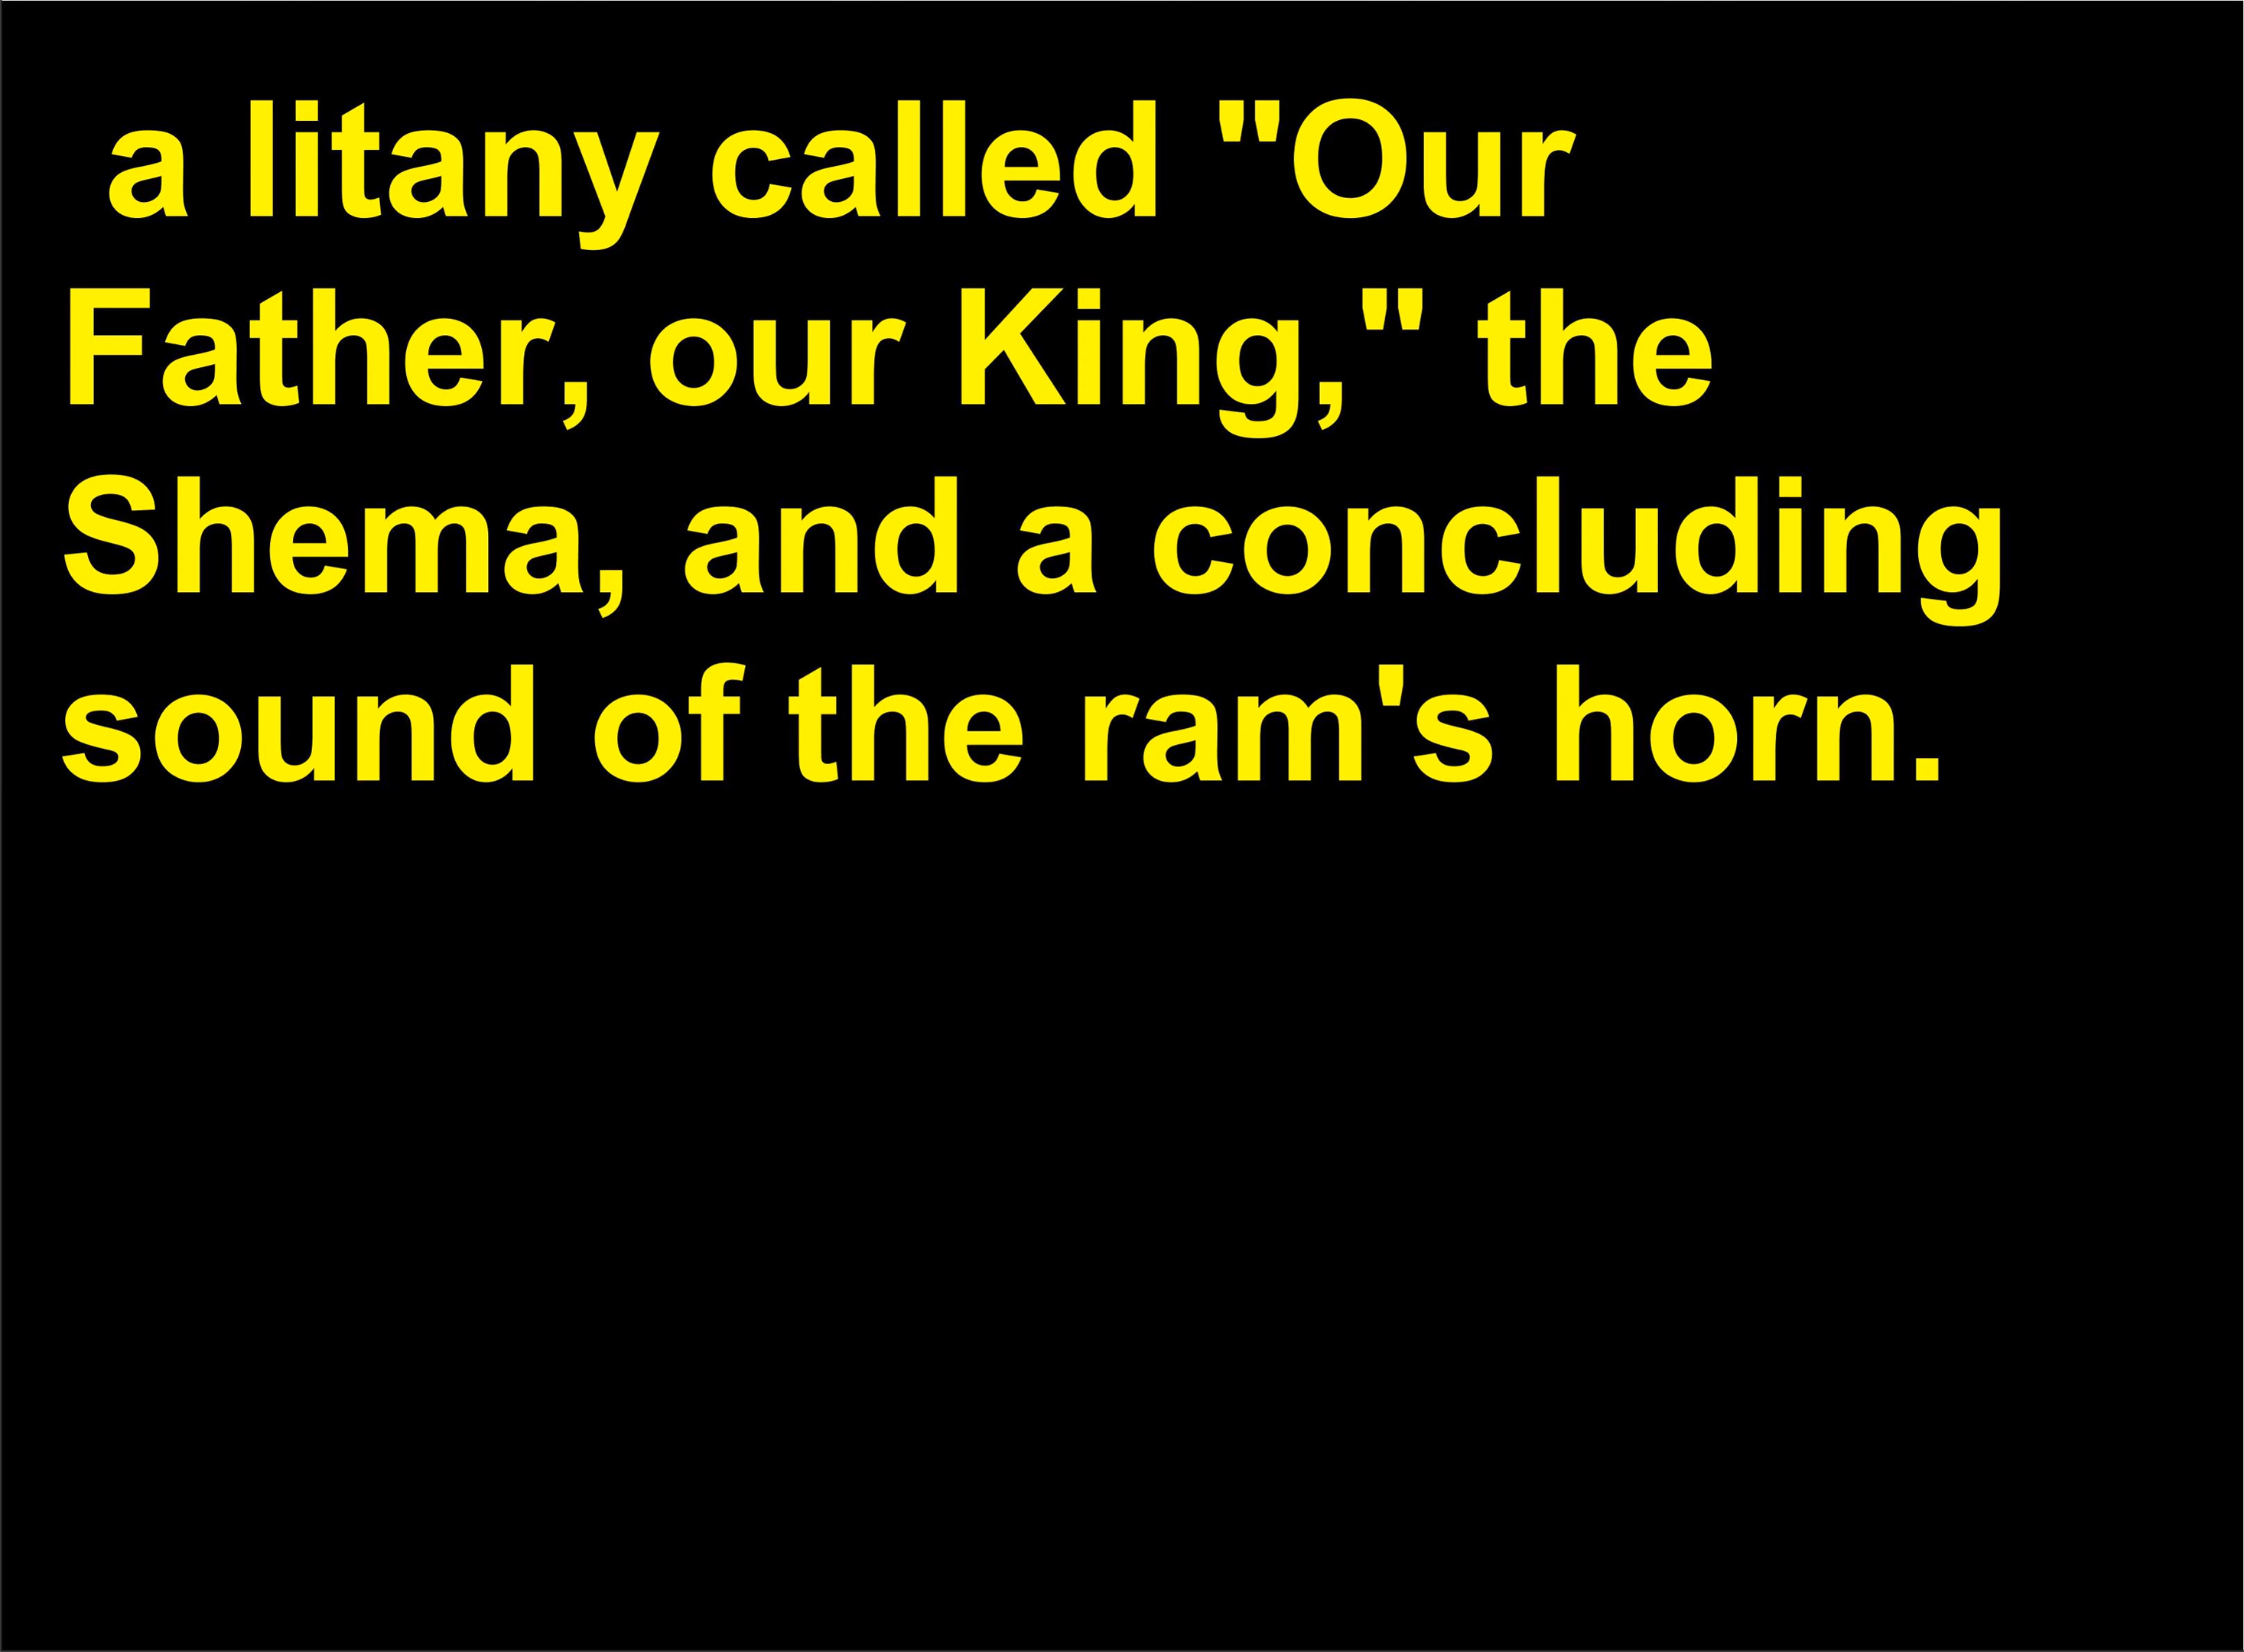 a litany called "Our
Father, our King," the
Shema, and a concluding
sound of the ram's horn.